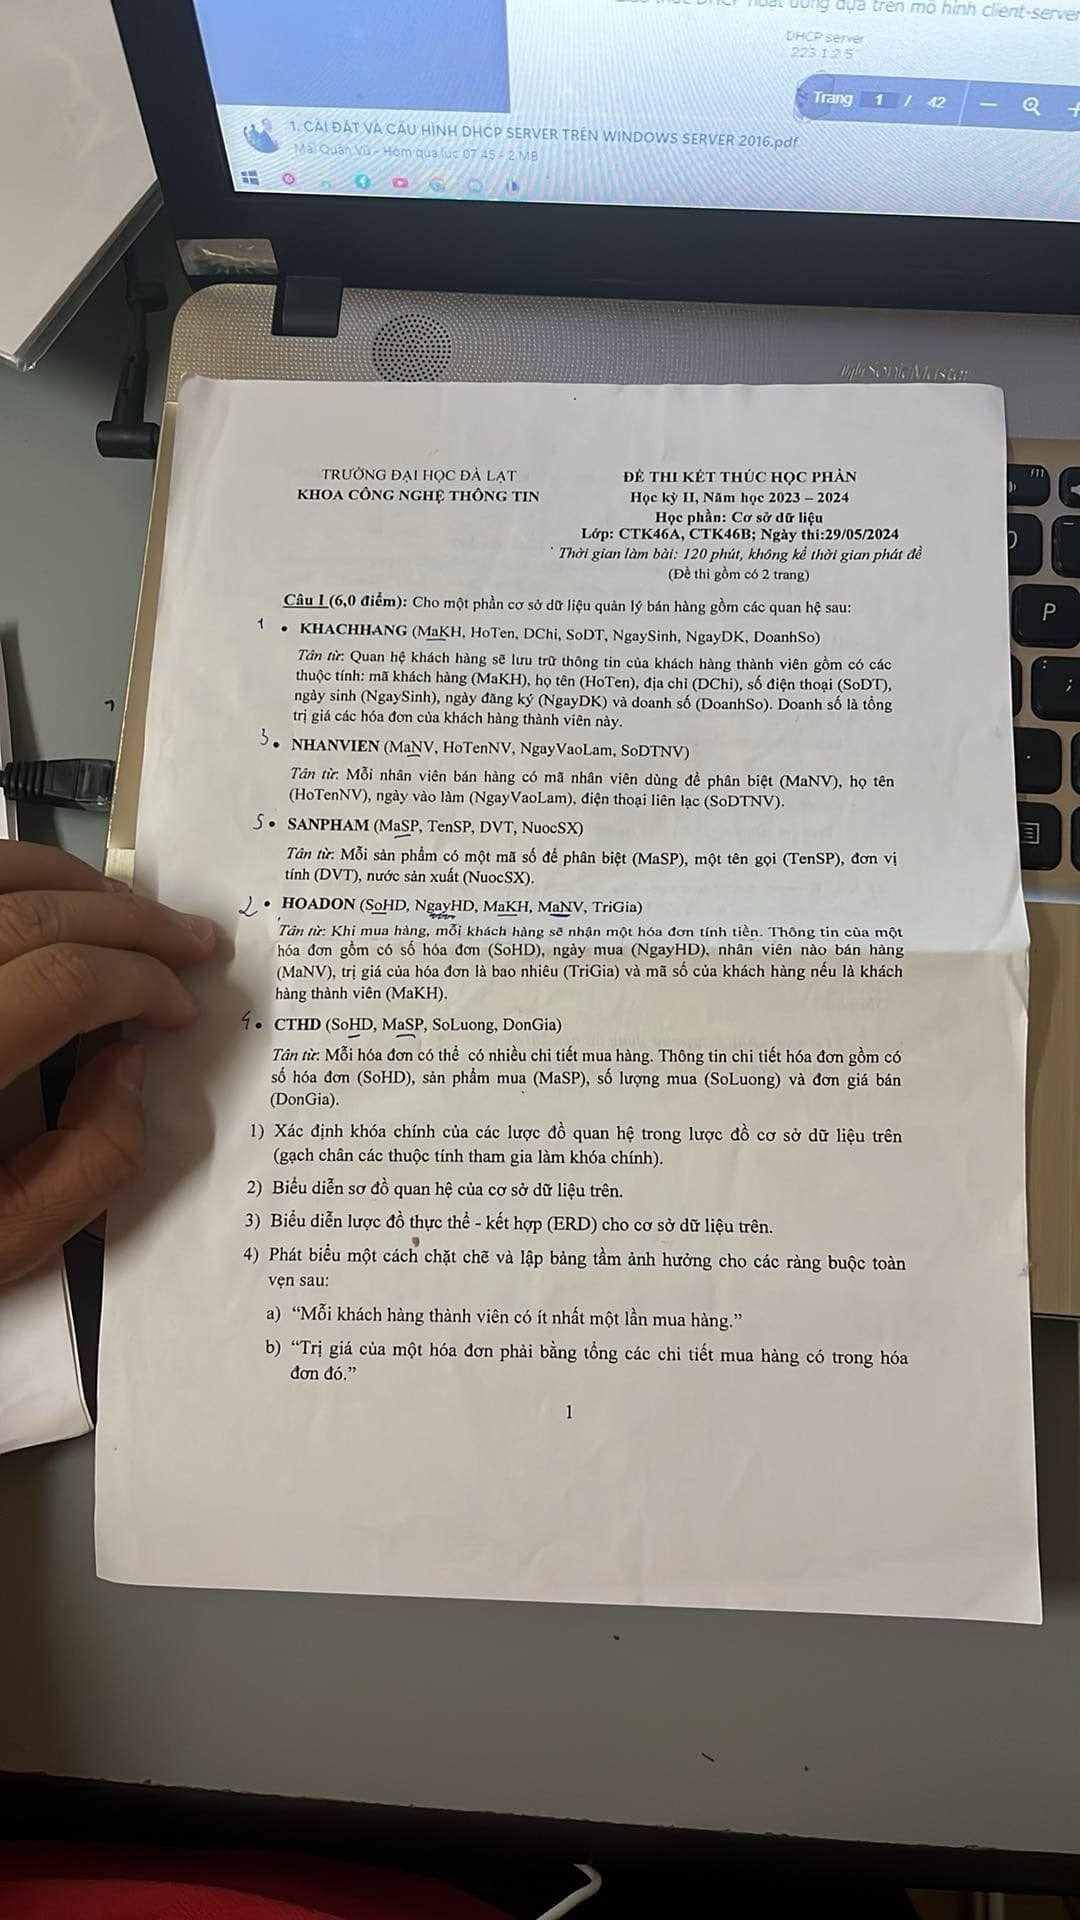 hoạt động dựa trên mô hình client-server
DHCP server
223.1.2.5
Trang 1 / 42
1. CÀI ĐẶT VÀ CẤU HÌNH DHCP SERVER TRÊN WINDOWS SERVER 2016.pdf
Mai Quân Vũ - Hôm qua lúc 07:45 - 2 MB
SonicMaster
F11
P
TRƯỜNG ĐẠI HỌC ĐÀ LẠT
KHOA CÔNG NGHỆ THÔNG TIN
ĐỀ THI KẾT THÚC HỌC PHẦN
Học kỳ II, Năm học 2023 – 2024
Học phần: Cơ sở dữ liệu
Lớp: CTK46A, CTK46B; Ngày thi:29/05/2024
Thời gian làm bài: 120 phút, không kể thời gian phát đề
(Đề thi gồm có 2 trang)
Câu I (6,0 điểm): Cho một phần cơ sở dữ liệu quản lý bán hàng gồm các quan hệ sau:
1 • KHACHHANG (MaKH, HoTen, DChi, SoDT, NgaySinh, NgayDK, DoanhSo)
Tân từ: Quan hệ khách hàng sẽ lưu trữ thông tin của khách hàng thành viên gồm có các
thuộc tính: mã khách hàng (MaKH), họ tên (HoTen), địa chỉ (DChi), số điện thoại (SoDT),
ngày sinh (NgaySinh), ngày đăng ký (NgayDK) và doanh số (DoanhSo). Doanh số là tổng
trị giá các hóa đơn của khách hàng thành viên này.
3 • NHANVIEN (MaNV, HoTenNV, NgayVaoLam, SoDTNV)
Tân từ: Mỗi nhân viên bán hàng có mã nhân viên dùng để phân biệt (MaNV), họ tên
(HoTenNV), ngày vào làm (NgayVaoLam), điện thoại liên lạc (SoDTNV).
5 • SANPHAM (MaSP, TenSP, DVT, NuocSX)
Tân từ: Mỗi sản phẩm có một mã số để phân biệt (MaSP), một tên gọi (TenSP), đơn vị
tính (DVT), nước sản xuất (NuocSX).
2 • HOADON (SoHD, NgayHD, MaKH, MaNV, TriGia)
Tân từ: Khi mua hàng, mỗi khách hàng sẽ nhận một hóa đơn tính tiền. Thông tin của một
hóa đơn gồm có số hóa đơn (SoHD), ngày mua (NgayHD), nhân viên nào bán hàng
(MaNV), trị giá của hóa đơn là bao nhiêu (TriGia) và mã số của khách hàng nếu là khách
hàng thành viên (MaKH).
4 • CTHD (SoHD, MaSP, SoLuong, DonGia)
Tân từ: Mỗi hóa đơn có thể có nhiều chi tiết mua hàng. Thông tin chi tiết hóa đơn gồm có
số hóa đơn (SoHD), sản phẩm mua (MaSP), số lượng mua (SoLuong) và đơn giá bán
(DonGia).
1) Xác định khóa chính của các lược đồ quan hệ trong lược đồ cơ sở dữ liệu trên
(gạch chân các thuộc tính tham gia làm khóa chính).
2) Biểu diễn sơ đồ quan hệ của cơ sở dữ liệu trên.
3) Biểu diễn lược đồ thực thể - kết hợp (ERD) cho cơ sở dữ liệu trên.
4) Phát biểu một cách chặt chẽ và lập bảng tầm ảnh hưởng cho các ràng buộc toàn
vẹn sau:
a) “Mỗi khách hàng thành viên có ít nhất một lần mua hàng.”
b) “Trị giá của một hóa đơn phải bằng tổng các chi tiết mua hàng có trong hóa
đơn đó.”
1